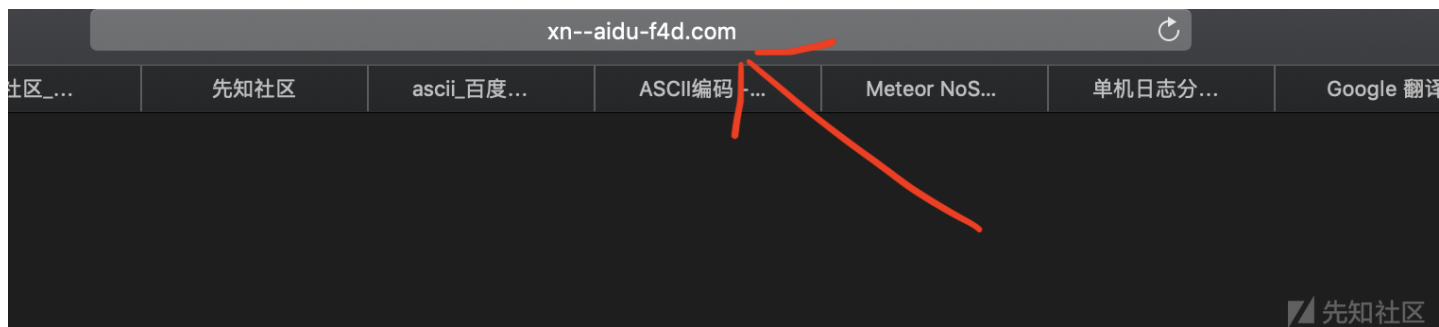 xn--aidu-f4d.com
社区_...
先知社区
ascii_百度...
ASCII编码 -...
Meteor NoS...
单机日志分...
Google 翻译
先知社区